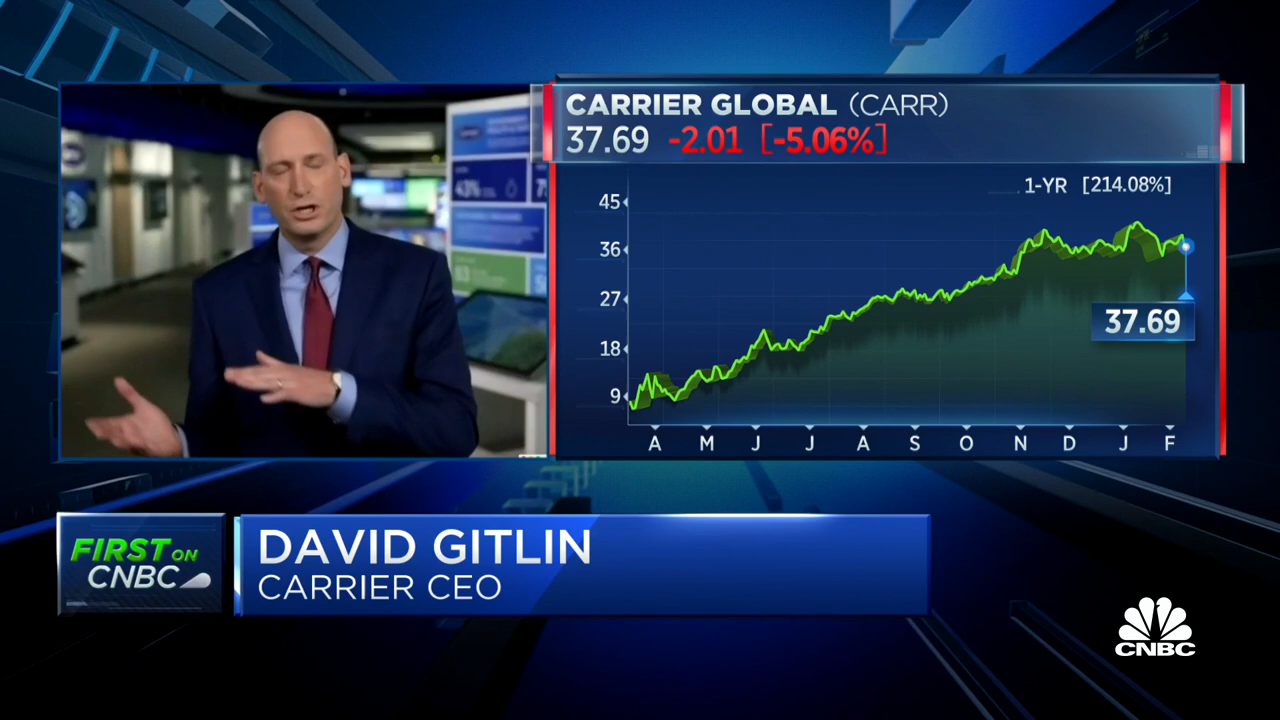 CARRIER GLOBAL (CARR)
37.69 -2.01 [-5.06%]
1-YR [214.08%]
45
36
27
18
9
37.69
A M J J A S O N D J F
FIRST ON
CNBC
DAVID GITLIN
CARRIER CEO
CNBC